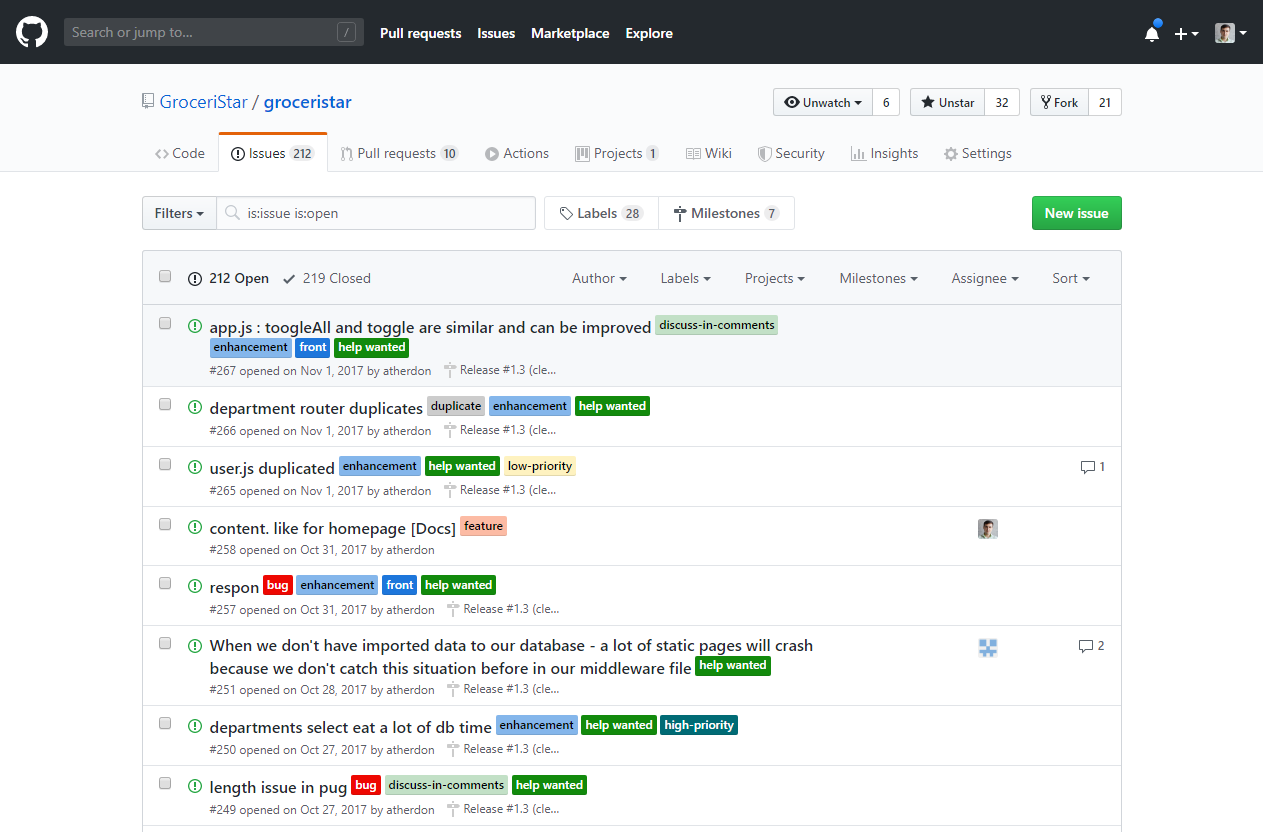 Search or jump to... / Pull requests Issues Marketplace Explore
GroceriStar / groceristar Unwatch 6 Unstar 32 Fork 21
Code Issues 212 Pull requests 10 Actions Projects 1 Wiki Security Insights Settings
Filters is:issue is:open Labels 28 Milestones 7 New issue
212 Open 219 Closed Author Labels Projects Milestones Assignee Sort
app.js : toogleAll and toggle are similar and can be improved discuss-in-comments
enhancement front help wanted
#267 opened on Nov 1, 2017 by atherdon Release #1.3 (cle...
department router duplicates duplicate enhancement help wanted
#266 opened on Nov 1, 2017 by atherdon Release #1.3 (cle...
user.js duplicated enhancement help wanted low-priority 1
#265 opened on Nov 1, 2017 by atherdon Release #1.3 (cle...
content. like for homepage [Docs] feature
#258 opened on Oct 31, 2017 by atherdon
respon bug enhancement front help wanted
#257 opened on Oct 31, 2017 by atherdon Release #1.3 (cle...
When we don't have imported data to our database - a lot of static pages will crash 2
because we don't catch this situation before in our middleware file help wanted
#251 opened on Oct 28, 2017 by atherdon Release #1.3 (cle...
departments select eat a lot of db time enhancement help wanted high-priority
#250 opened on Oct 27, 2017 by atherdon Release #1.3 (cle...
length issue in pug bug discuss-in-comments help wanted
#249 opened on Oct 27, 2017 by atherdon Release #1.3 (cle...